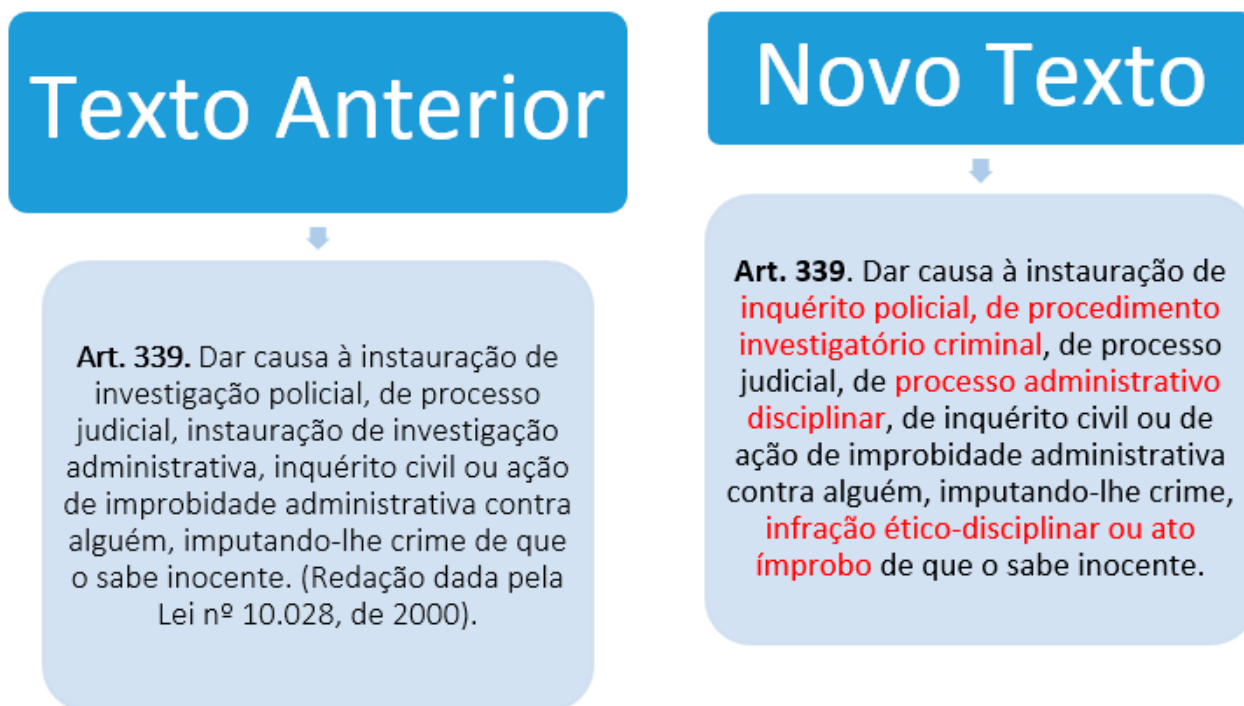 Texto Anterior
Art. 339. Dar causa à instauração de
investigação policial, de processo
judicial, instauração de investigação
administrativa, inquérito civil ou ação
de improbidade administrativa contra
alguém, imputando-lhe crime de que
o sabe inocente. (Redação dada pela
Lei nº 10.028, de 2000).
Novo Texto
Art. 339. Dar causa à instauração de
inquérito policial, de procedimento
investigatório criminal, de processo
judicial, de processo administrativo
disciplinar, de inquérito civil ou de
ação de improbidade administrativa
contra alguém, imputando-lhe crime,
infração ético-disciplinar ou ato
ímprobo de que o sabe inocente.